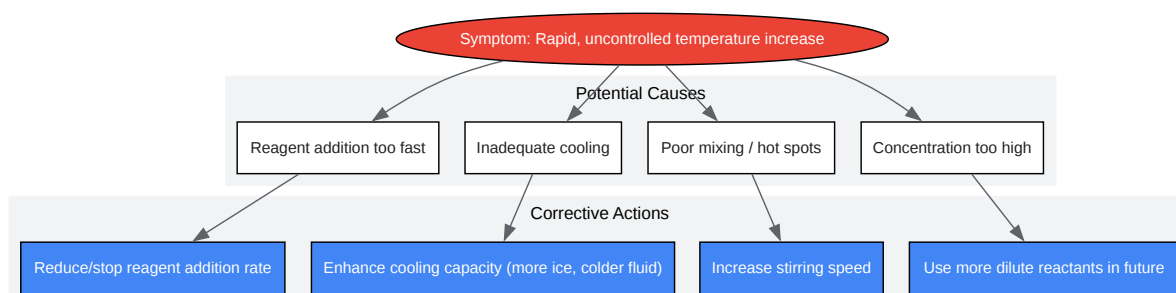 Symptom: Rapid, uncontrolled temperature increase
Potential Causes
Reagent addition too fast
Inadequate cooling
Poor mixing / hot spots
Concentration too high
Corrective Actions
Reduce/stop reagent addition rate
Enhance cooling capacity (more ice, colder fluid)
Increase stirring speed
Use more dilute reactants in future